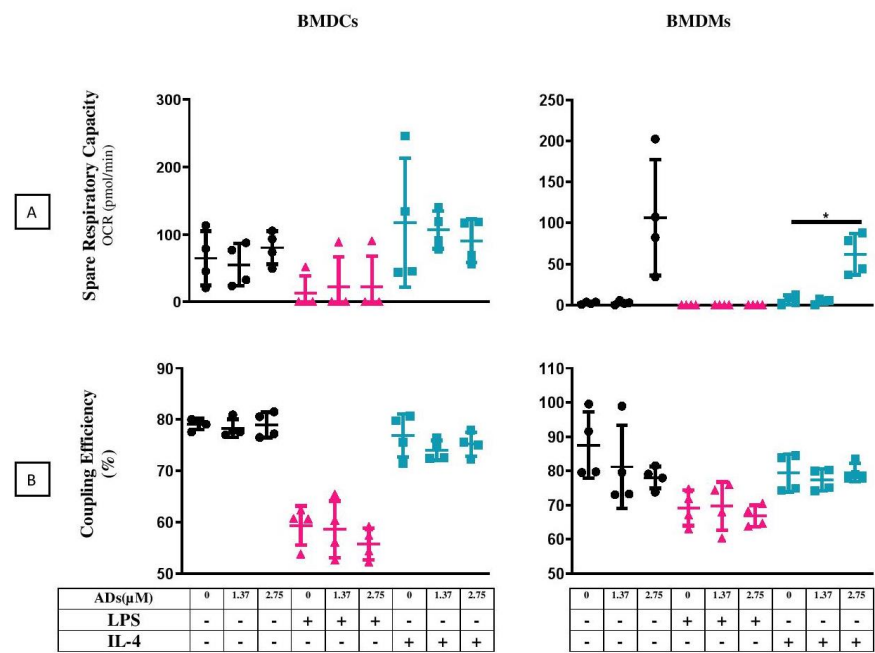 BMDCs BMDMs
A
Spare Respiratory Capacity
OCR (pmol/min)
300
200
100
0
250
200
150
100
50
0
*
B
Coupling Efficiency
(%)
90
80
70
60
50
110
100
90
80
70
60
50
ADs(µM) 0 1.37 2.75 0 1.37 2.75 0 1.37 2.75 0 1.37 2.75 0 1.37 2.75 0 1.37 2.75
LPS - - - + + + - - - - - - + + + - - -
IL-4 - - - - - - + + + - - - - - - + + +